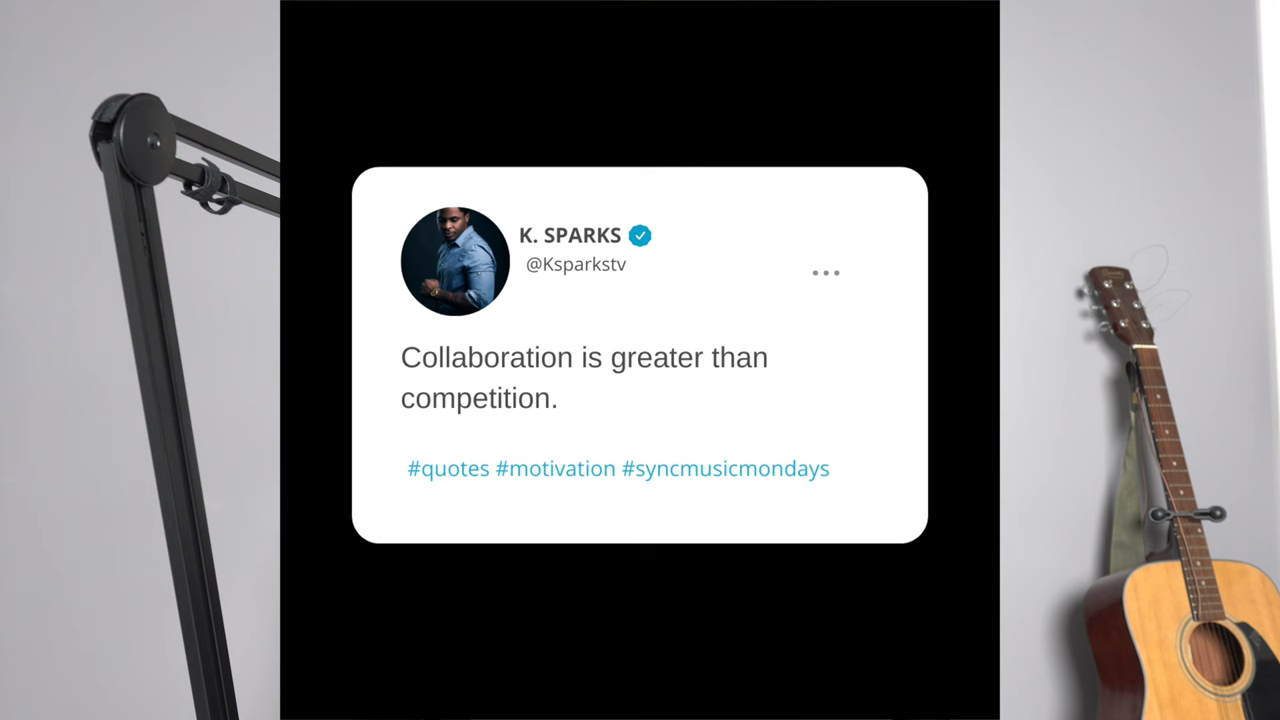 K. SPARKS
@Ksparkstv
Collaboration is greater than
competition.
#quotes #motivation #syncmusicmondays